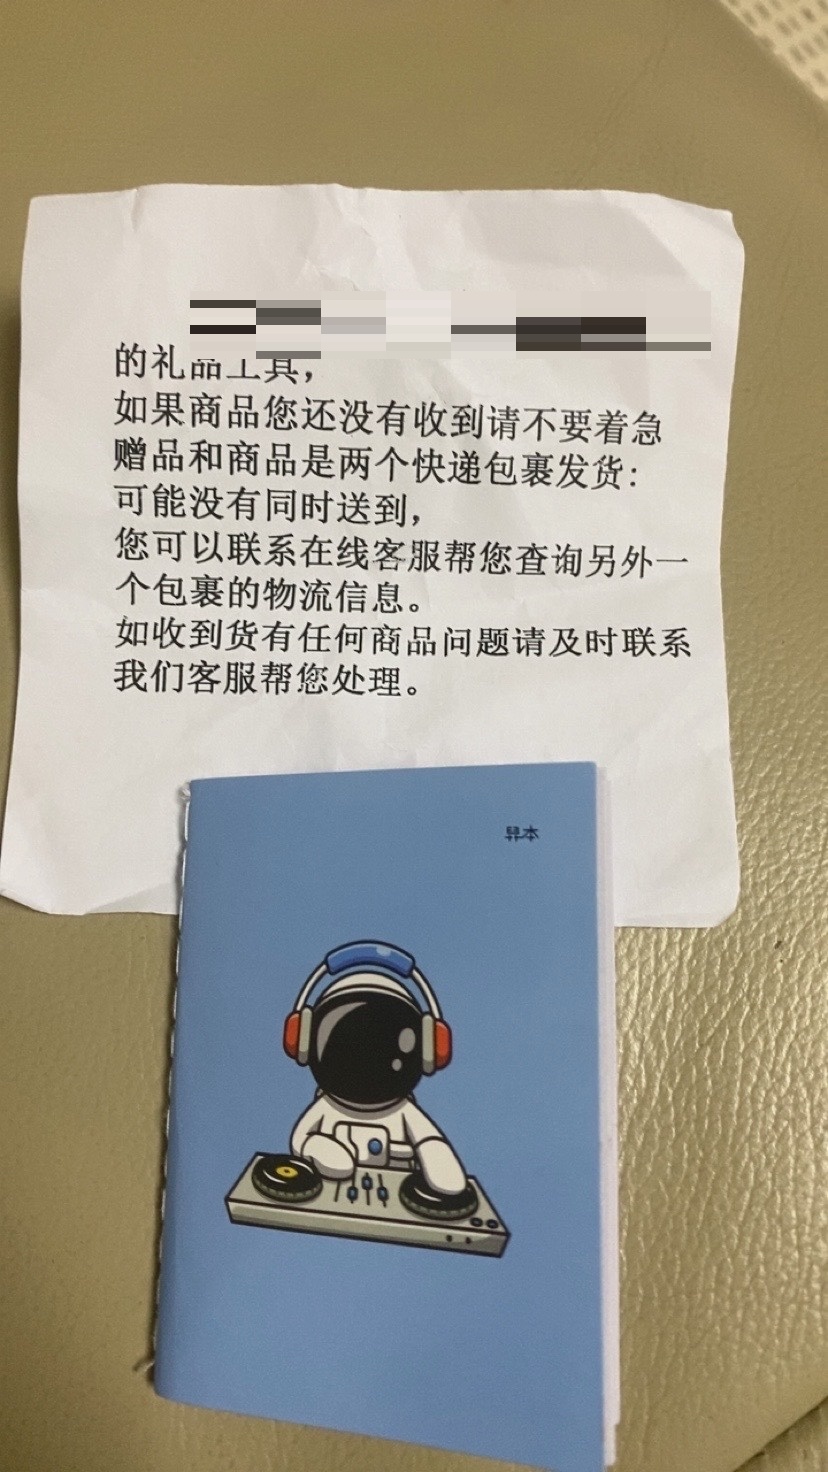 的礼品工具，
如果商品您还没有收到请不要着急
赠品和商品是两个快递包裹发货：
可能没有同时送到，
您可以联系在线客服帮您查询另外一
个包裹的物流信息。
如收到货有任何商品问题请及时联系
我们客服帮您处理。